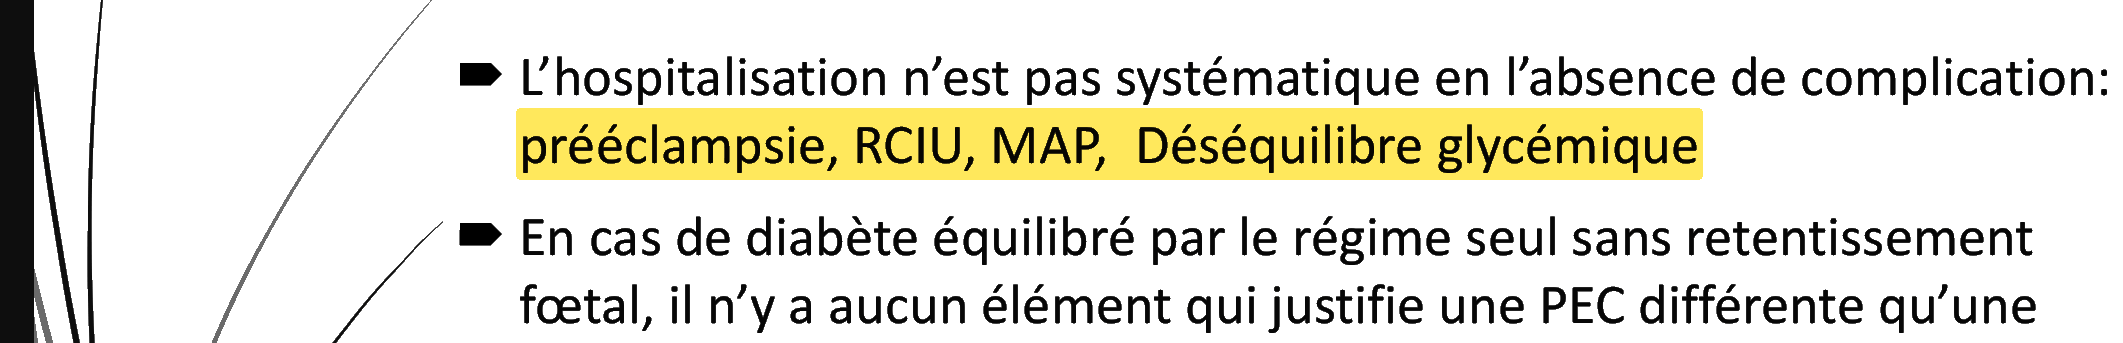 L’hospitalisation n’est pas systématique en l’absence de complication:
prééclampsie, RCIU, MAP,  Déséquilibre glycémique
En cas de diabète équilibré par le régime seul sans retentissement
fœtal, il n’y a aucun élément qui justifie une PEC différente qu’une